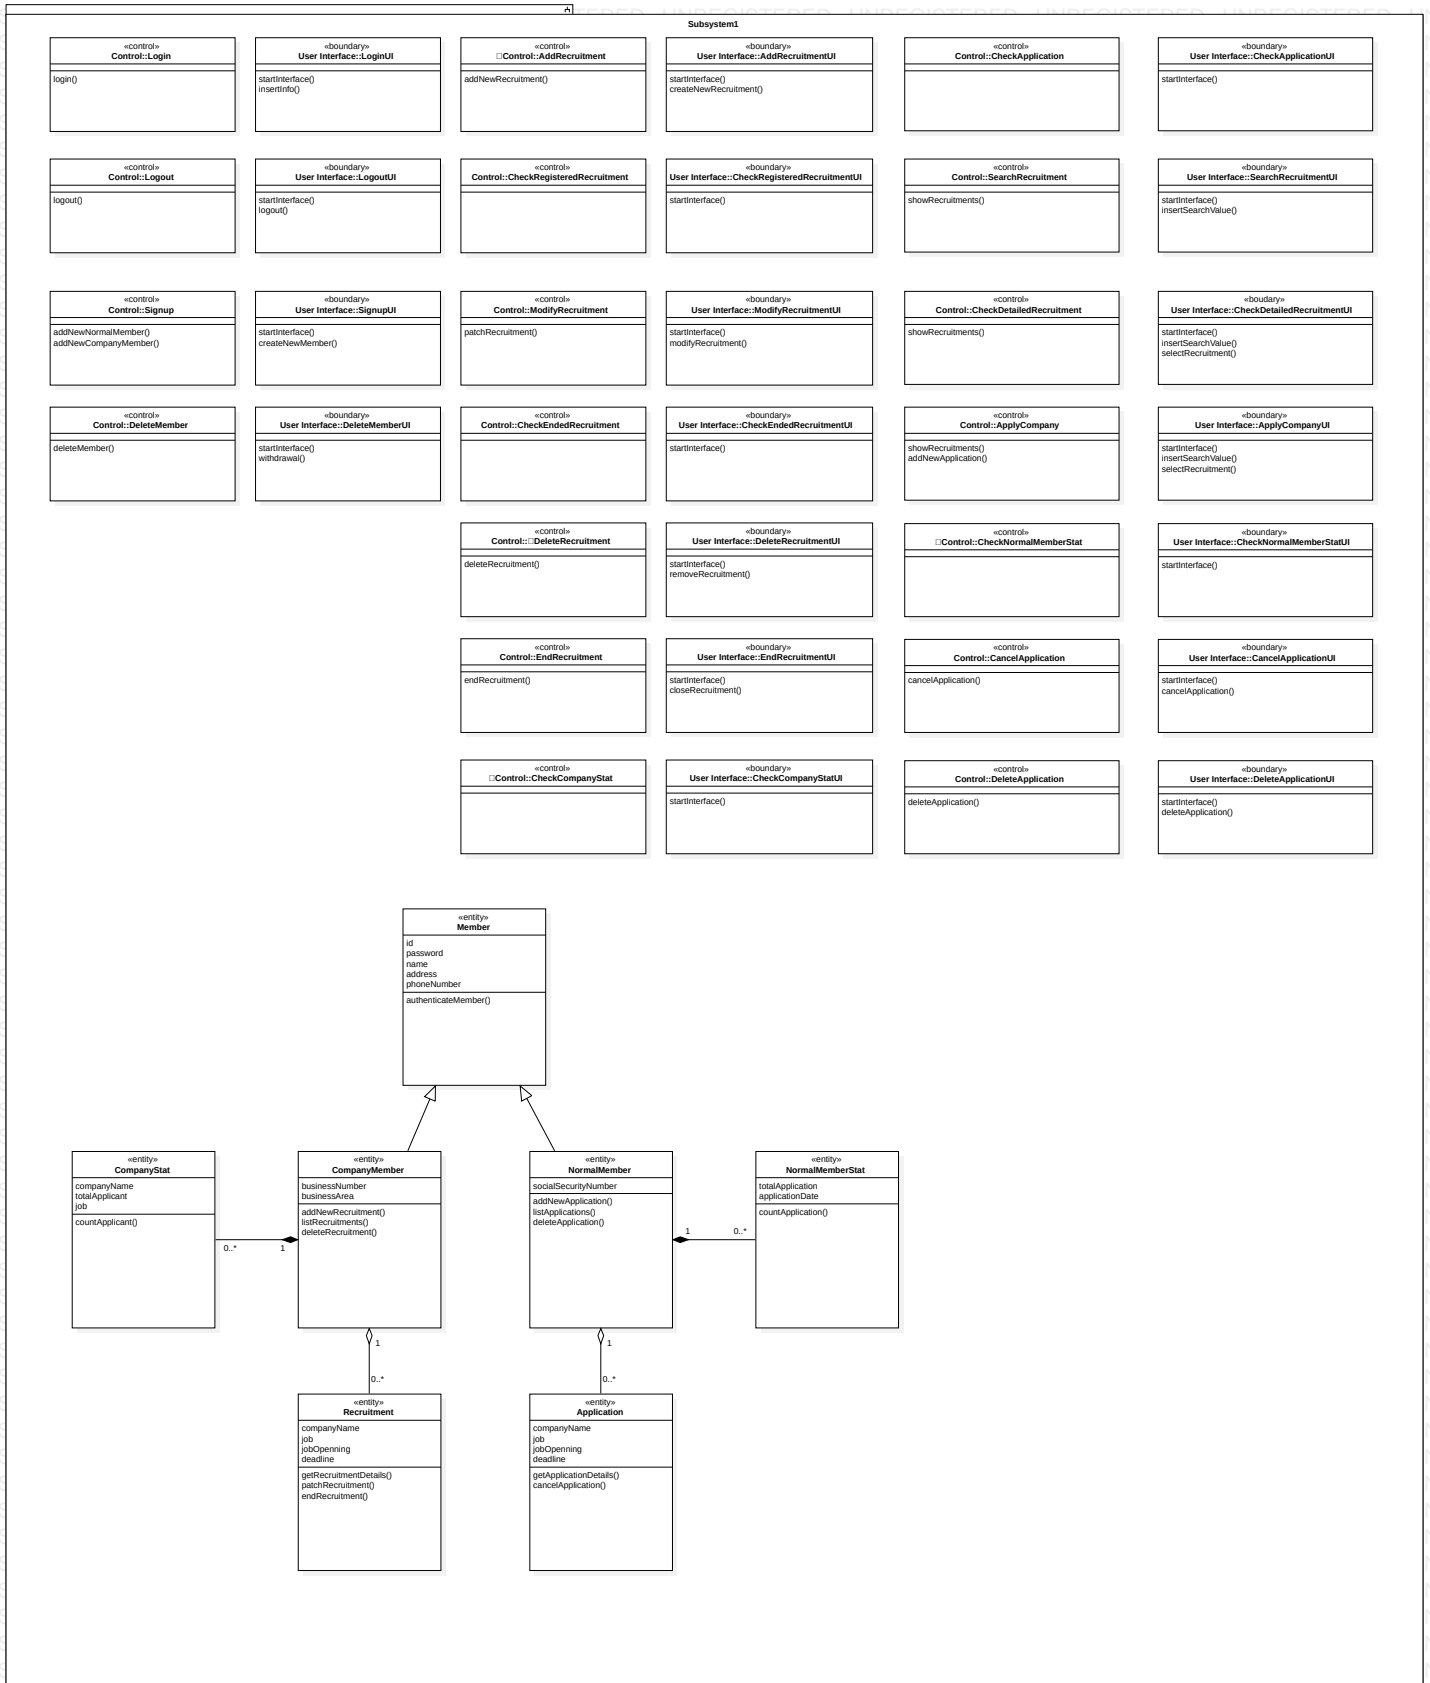 Subsystem1
«control»
Control::Login
login()
«boundary»
User Interface::LoginUI
startInterface()
insertInfo()
«control»
□Control::AddRecruitment
addNewRecruitment()
«boundary»
User Interface::AddRecruitmentUI
startInterface()
createNewRecruitment()
«control»
Control::CheckApplication
«boundary»
User Interface::CheckApplicationUI
startInterface()
«control»
Control::Logout
logout()
«boundary»
User Interface::LogoutUI
startInterface()
logout()
«control»
Control::CheckRegisteredRecruitment
«boundary»
User Interface::CheckRegisteredRecruitmentUI
startInterface()
«control»
Control::SearchRecruitment
showRecruitments()
«boundary»
User Interface::SearchRecruitmentUI
startInterface()
insertSearchValue()
«control»
Control::Signup
addNewNormalMember()
addNewCompanyMember()
«boundary»
User Interface::SignupUI
startInterface()
createNewMember()
«control»
Control::ModifyRecruitment
patchRecruitment()
«boundary»
User Interface::ModifyRecruitmentUI
startInterface()
modifyRecruitment()
«control»
Control::CheckDetailedRecruitment
showRecruitments()
«boudary»
User Interface::CheckDetailedRecruitmentUI
startInterface()
insertSearchValue()
selectRecruitment()
«control»
Control::DeleteMember
deleteMember()
«boundary»
User Interface::DeleteMemberUI
startInterface()
withdrawal()
«control»
Control::CheckEndedRecruitment
«boundary»
User Interface::CheckEndedRecruitmentUI
startInterface()
«control»
Control::ApplyCompany
showRecruitments()
addNewApplication()
«boundary»
User Interface::ApplyCompanyUI
startInterface()
insertSearchValue()
selectRecruitment()
«control»
Control::□DeleteRecruitment
deleteRecruitment()
«boundary»
User Interface::DeleteRecruitmentUI
startInterface()
removeRecruitment()
«control»
□Control::CheckNormalMemberStat
«boundary»
User Interface::CheckNormalMemberStatUI
startInterface()
«control»
Control::EndRecruitment
endRecruitment()
«boundary»
User Interface::EndRecruitmentUI
startInterface()
closeRecruitment()
«control»
Control::CancelApplication
cancelApplication()
«boundary»
User Interface::CancelApplicationUI
startInterface()
cancelApplication()
«control»
□Control::CheckCompanyStat
«boundary»
User Interface::CheckCompanyStatUI
startInterface()
«control»
Control::DeleteApplication
deleteApplication()
«boundary»
User Interface::DeleteApplicationUI
startInterface()
deleteApplication()
«entity»
Member
id
password
name
address
phoneNumber
authenticateMember()
«entity»
CompanyStat
companyName
totalApplicant
job
countApplicant()
0..*
1
«entity»
CompanyMember
businessNumber
businessArea
addNewRecruitment()
listRecruitments()
deleteRecruitment()
«entity»
NormalMember
socialSecurityNumber
addNewApplication()
listApplications()
deleteApplication()
1
0..*
«entity»
NormalMemberStat
totalApplication
applicationDate
countApplication()
1
0..*
1
0..*
«entity»
Recruitment
companyName
job
jobOpenning
deadline
getRecruitmentDetails()
patchRecruitment()
endRecruitment()
«entity»
Application
companyName
job
jobOpenning
deadline
getApplicationDetails()
cancelApplication()